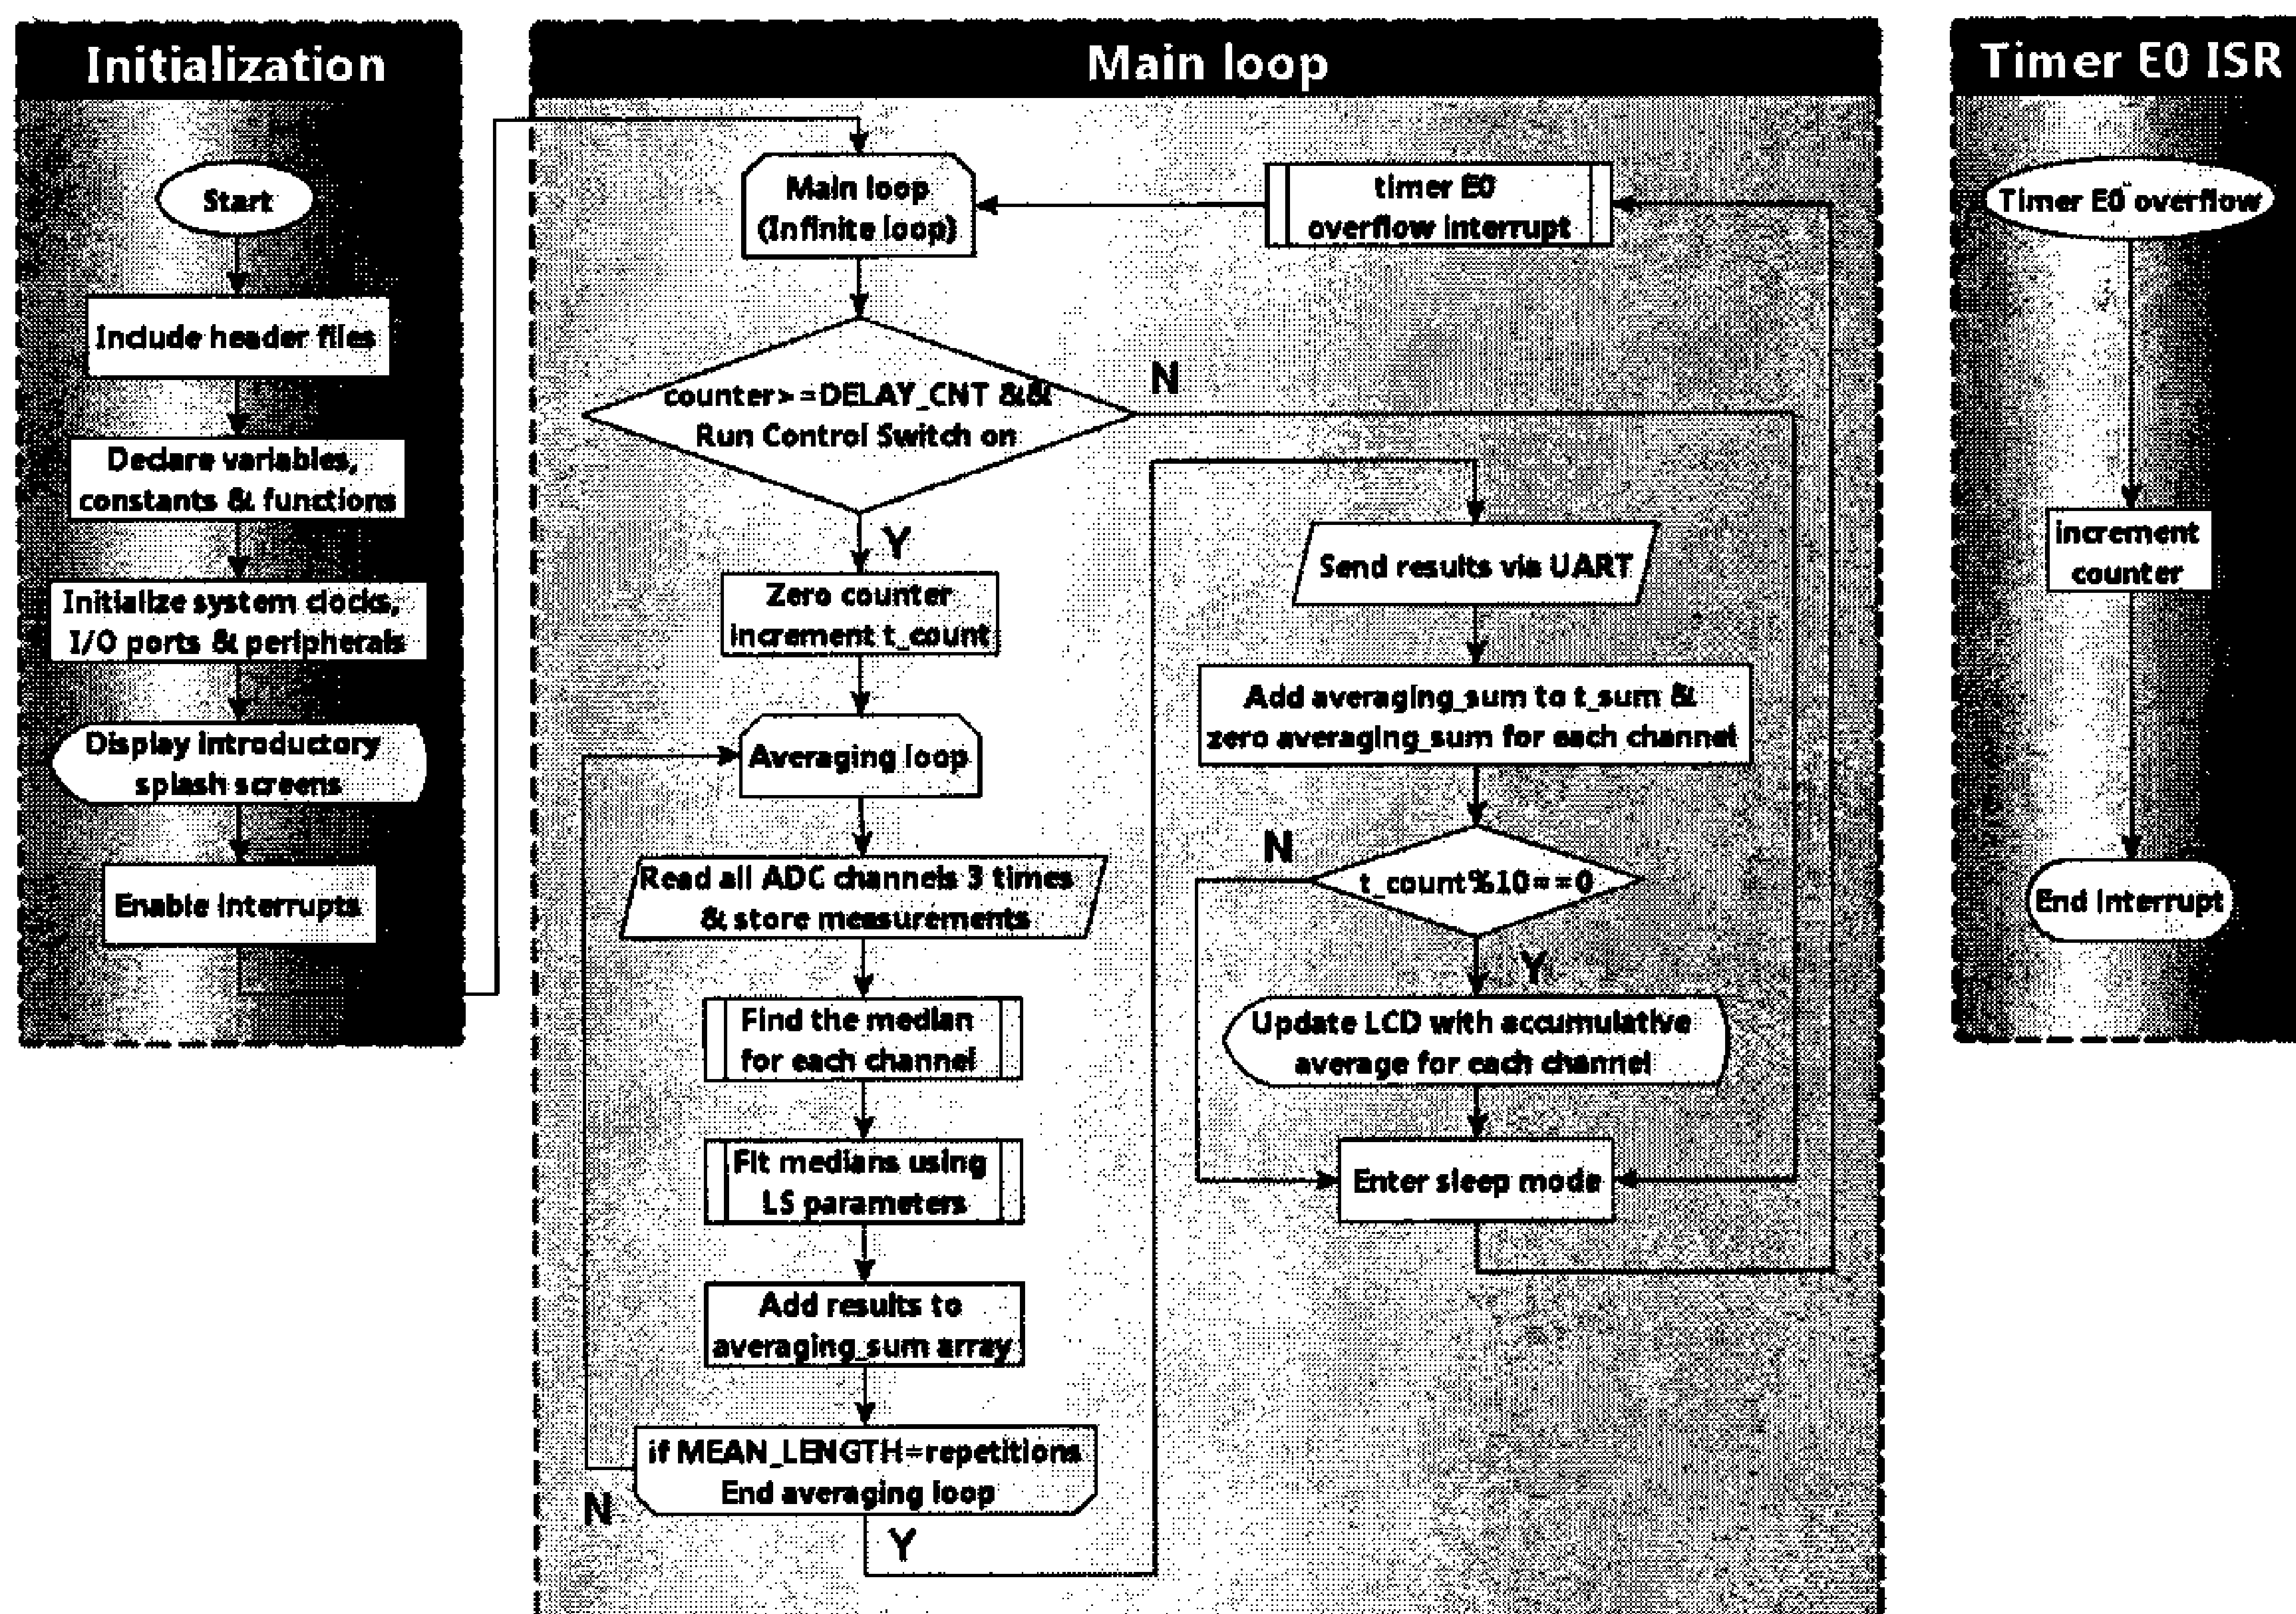 Initialization
Start
Include header files
Declare variables,
constants & functions
Initialize system clocks,
I/O ports & peripherals
Display introductory
splash screens
Enable Interrupts
Main loop
Main loop
(Infinite loop)
timer E0
overflow interrupt
counter>=DELAY_CNT &&
Run Control Switch on
N
Y
Zero counter
increment t_count
Averaging loop
Read all ADC channels 3 times
& store measurements
Find the median
for each channel
Fit medians using
LS parameters
Add results to
averaging_sum array
if MEAN_LENGTH=repetitions
End averaging loop
N
Y
Send results via UART
Add averaging_sum to t_sum &
zero averaging_sum for each channel
N
t_count%10==0
Y
Update LCD with accumulative
average for each channel
Enter sleep mode
Timer E0 ISR
Timer E0 overflow
increment
counter
End Interrupt